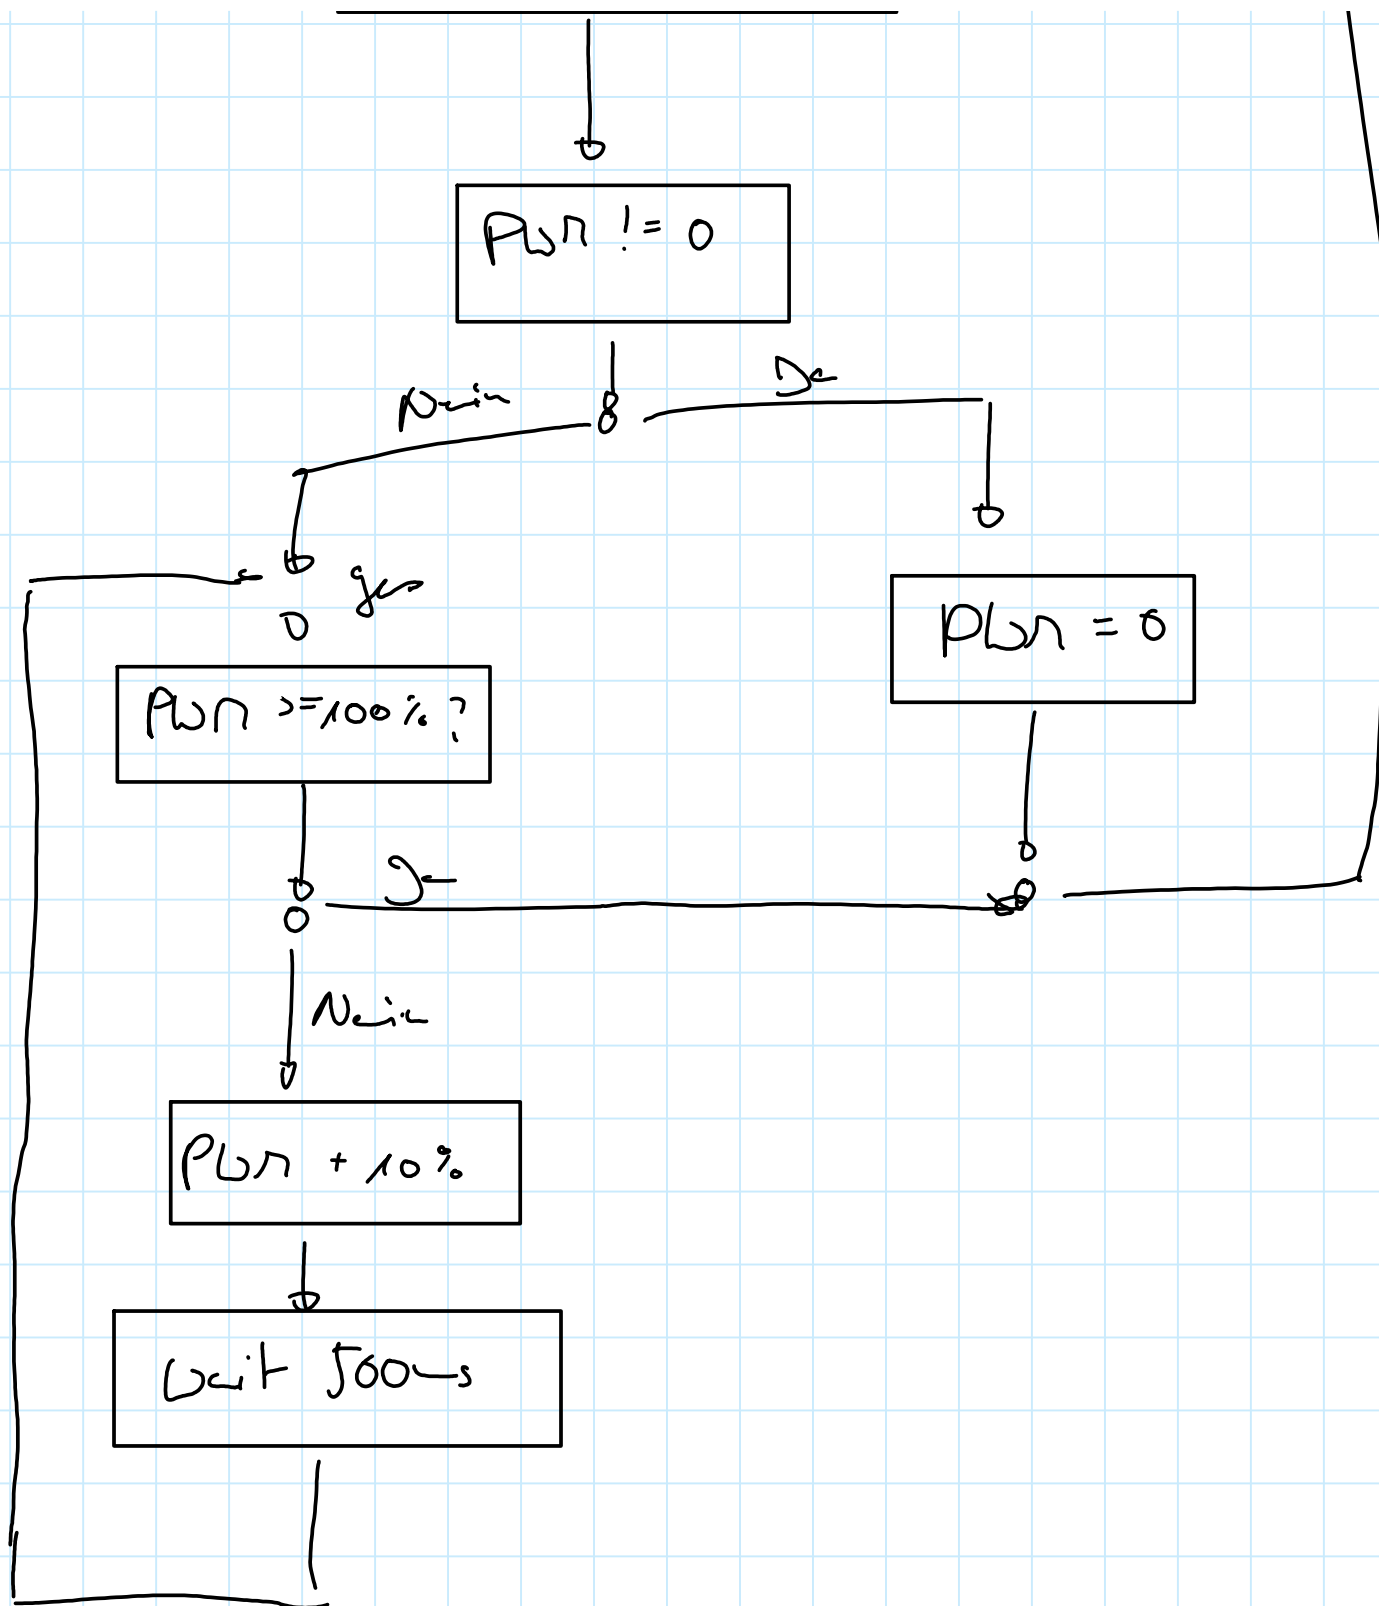 PWM != 0
Nein
Ja
PWM = 0
PWM >= 100%?
Ja
Nein
PWM + 10%
Wait 500ms